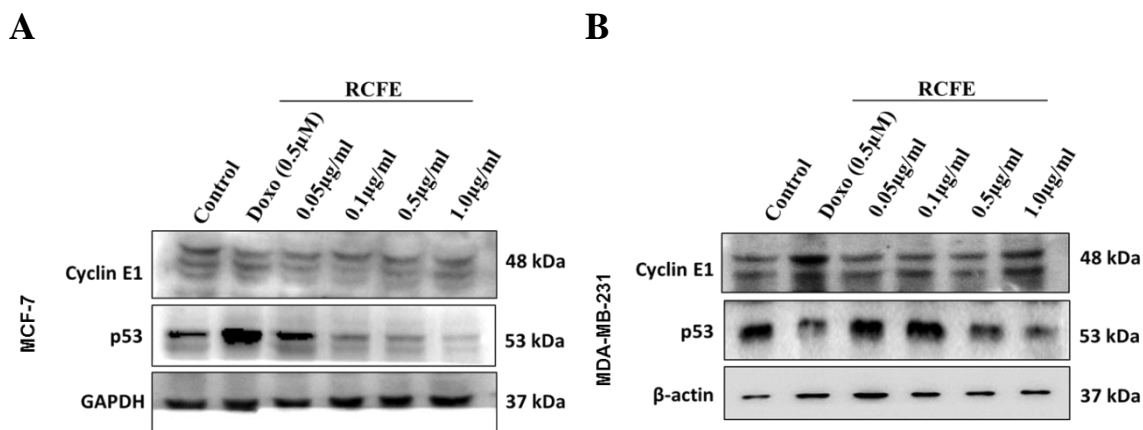 A
RCFE
Control
Doxo (0.5µM)
0.05µg/ml
0.1µg/ml
0.5µg/ml
1.0µg/ml
MCF-7
Cyclin E1
48 kDa
p53
53 kDa
GAPDH
37 kDa
B
RCFE
Control
Doxo (0.5µM)
0.05µg/ml
0.1µg/ml
0.5µg/ml
1.0µg/ml
MDA-MB-231
Cyclin E1
48 kDa
p53
53 kDa
β-actin
37 kDa